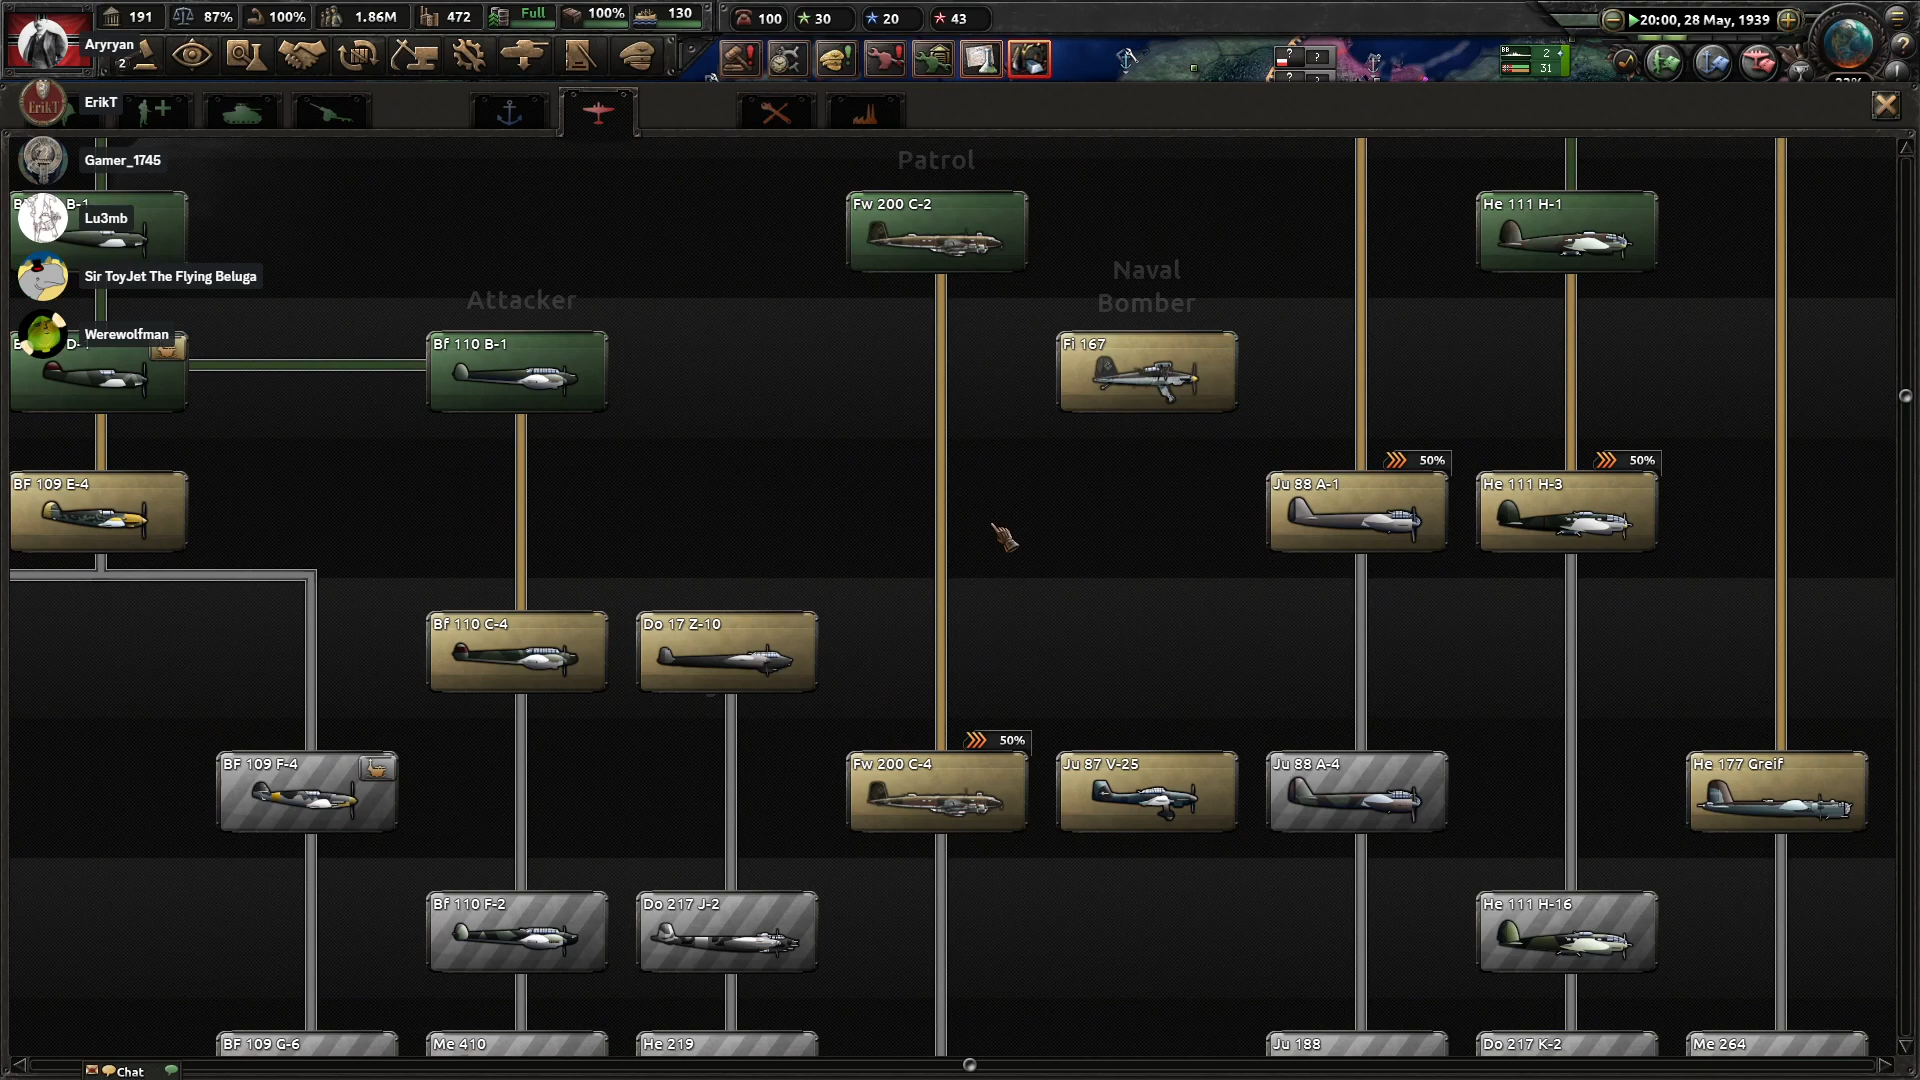 191 87% 100% 1.86M 472 Full 100% 130 100 30 20 43 20:00, 28 May, 1939
Aryryan
2
? ?
?
2
31
ErikT
Gamer_1745
Patrol
B-1
Fw 200 C-2
He 111 H-1
Lu3mb
Sir ToyJet The Flying Beluga
Naval
Bomber
Attacker
Werewolfman
Bf 110 B-1
Fi 167
50% 50%
BF 109 E-4
Ju 88 A-1
He 111 H-3
Bf 110 C-4
Do 17 Z-10
50%
BF 109 F-4
Fw 200 C-4
Ju 87 V-25
Ju 88 A-4
He 177 Greif
Bf 110 F-2
Do 217 J-2
He 111 H-16
BF 109 G-6
Me 410
He 219
Ju 188
Do 217 K-2
Me 264
Chat